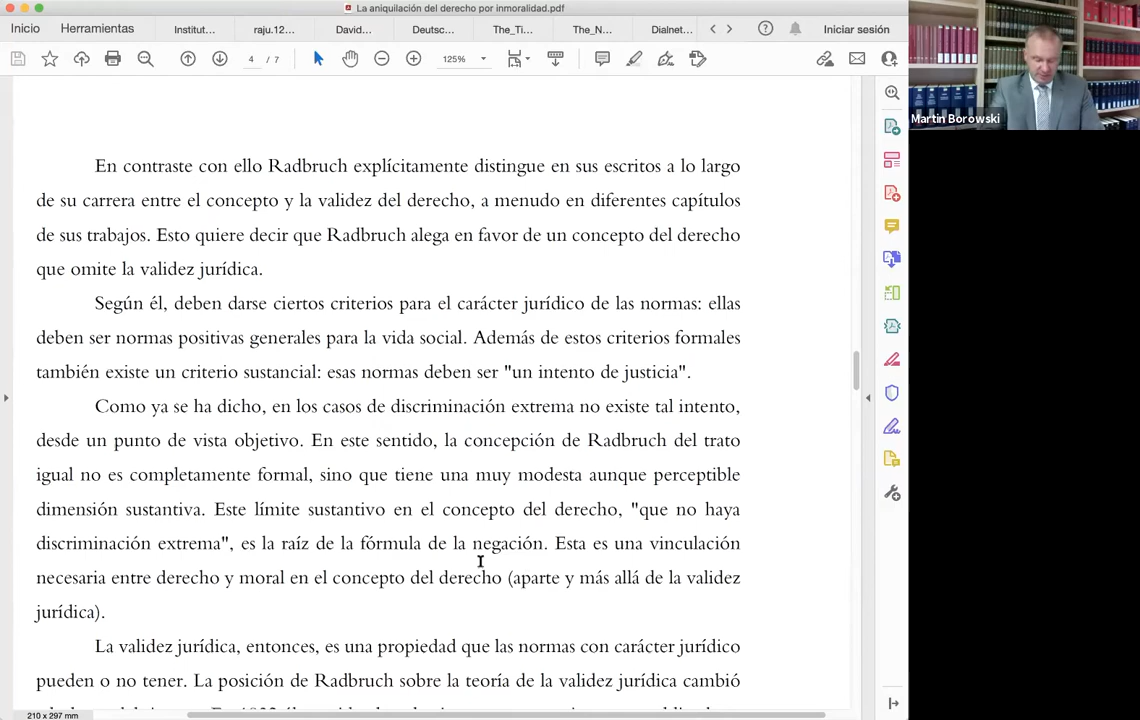 La aniquilación del derecho por inmoralidad.pdf
Inicio Herramientas Institut... raju.12... David... Deutsc... The_Ti... The_N... Dialnet... Iniciar sesión
4 / 7 125%
Martin Borowski
En contraste con ello Radbruch explícitamente distingue en sus escritos a lo largo
de su carrera entre el concepto y la validez del derecho, a menudo en diferentes capítulos
de sus trabajos. Esto quiere decir que Radbruch alega en favor de un concepto del derecho
que omite la validez jurídica.
Según él, deben darse ciertos criterios para el carácter jurídico de las normas: ellas
deben ser normas positivas generales para la vida social. Además de estos criterios formales
también existe un criterio sustancial: esas normas deben ser "un intento de justicia".
Como ya se ha dicho, en los casos de discriminación extrema no existe tal intento,
desde un punto de vista objetivo. En este sentido, la concepción de Radbruch del trato
igual no es completamente formal, sino que tiene una muy modesta aunque perceptible
dimensión sustantiva. Este límite sustantivo en el concepto del derecho, "que no haya
discriminación extrema", es la raíz de la fórmula de la negación. Esta es una vinculación
necesaria entre derecho y moral en el concepto del derecho (aparte y más allá de la validez
jurídica).
La validez jurídica, entonces, es una propiedad que las normas con carácter jurídico
pueden o no tener. La posición de Radbruch sobre la teoría de la validez jurídica cambió
210 x 297 mm